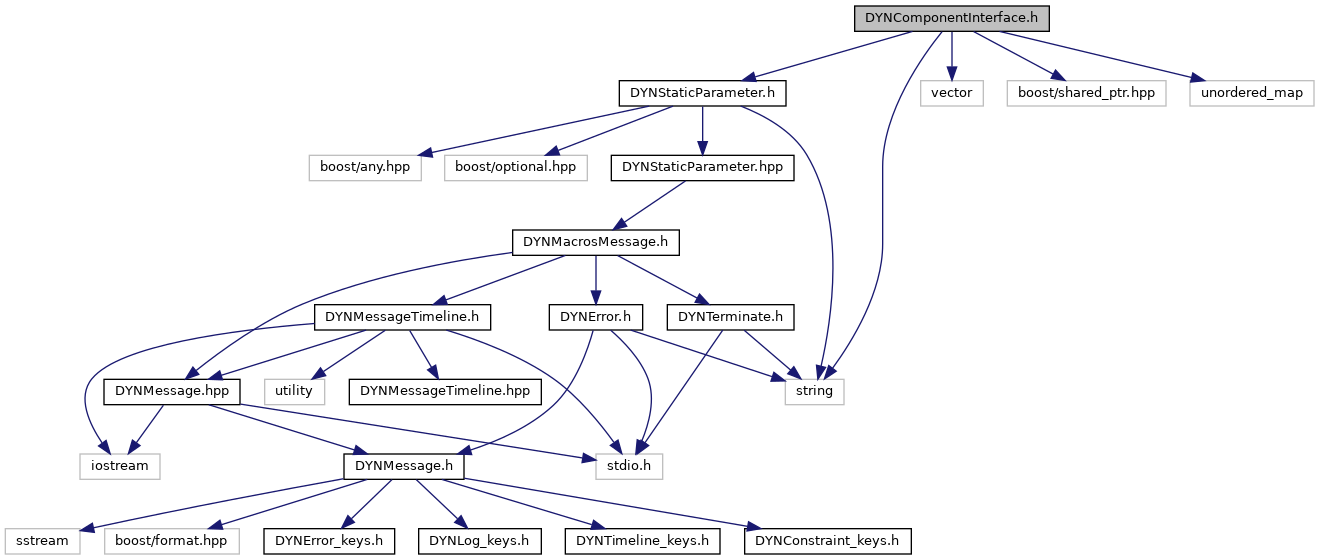 DYNComponentInterface.h
DYNStaticParameter.h
vector
boost/shared_ptr.hpp
unordered_map
boost/any.hpp
boost/optional.hpp
DYNStaticParameter.hpp
DYNMacrosMessage.h
DYNMessageTimeline.h
DYNError.h
DYNTerminate.h
DYNMessage.hpp
utility
DYNMessageTimeline.hpp
string
iostream
DYNMessage.h
stdio.h
sstream
boost/format.hpp
DYNError_keys.h
DYNLog_keys.h
DYNTimeline_keys.h
DYNConstraint_keys.h